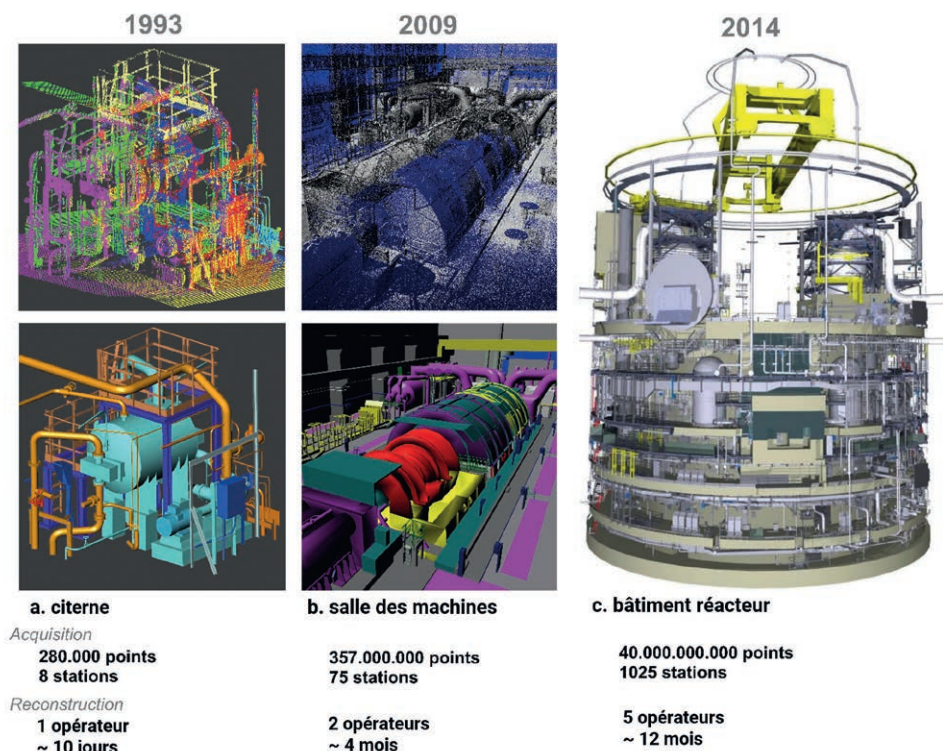 1993
2009
2014
a. citerne
b. salle des machines
c. bâtiment réacteur
Acquisition
280.000 points
8 stations
357.000.000 points
75 stations
40.000.000.000 points
1025 stations
Reconstruction
1 opérateur
~ 10 jours
2 opérateurs
~ 4 mois
5 opérateurs
~ 12 mois